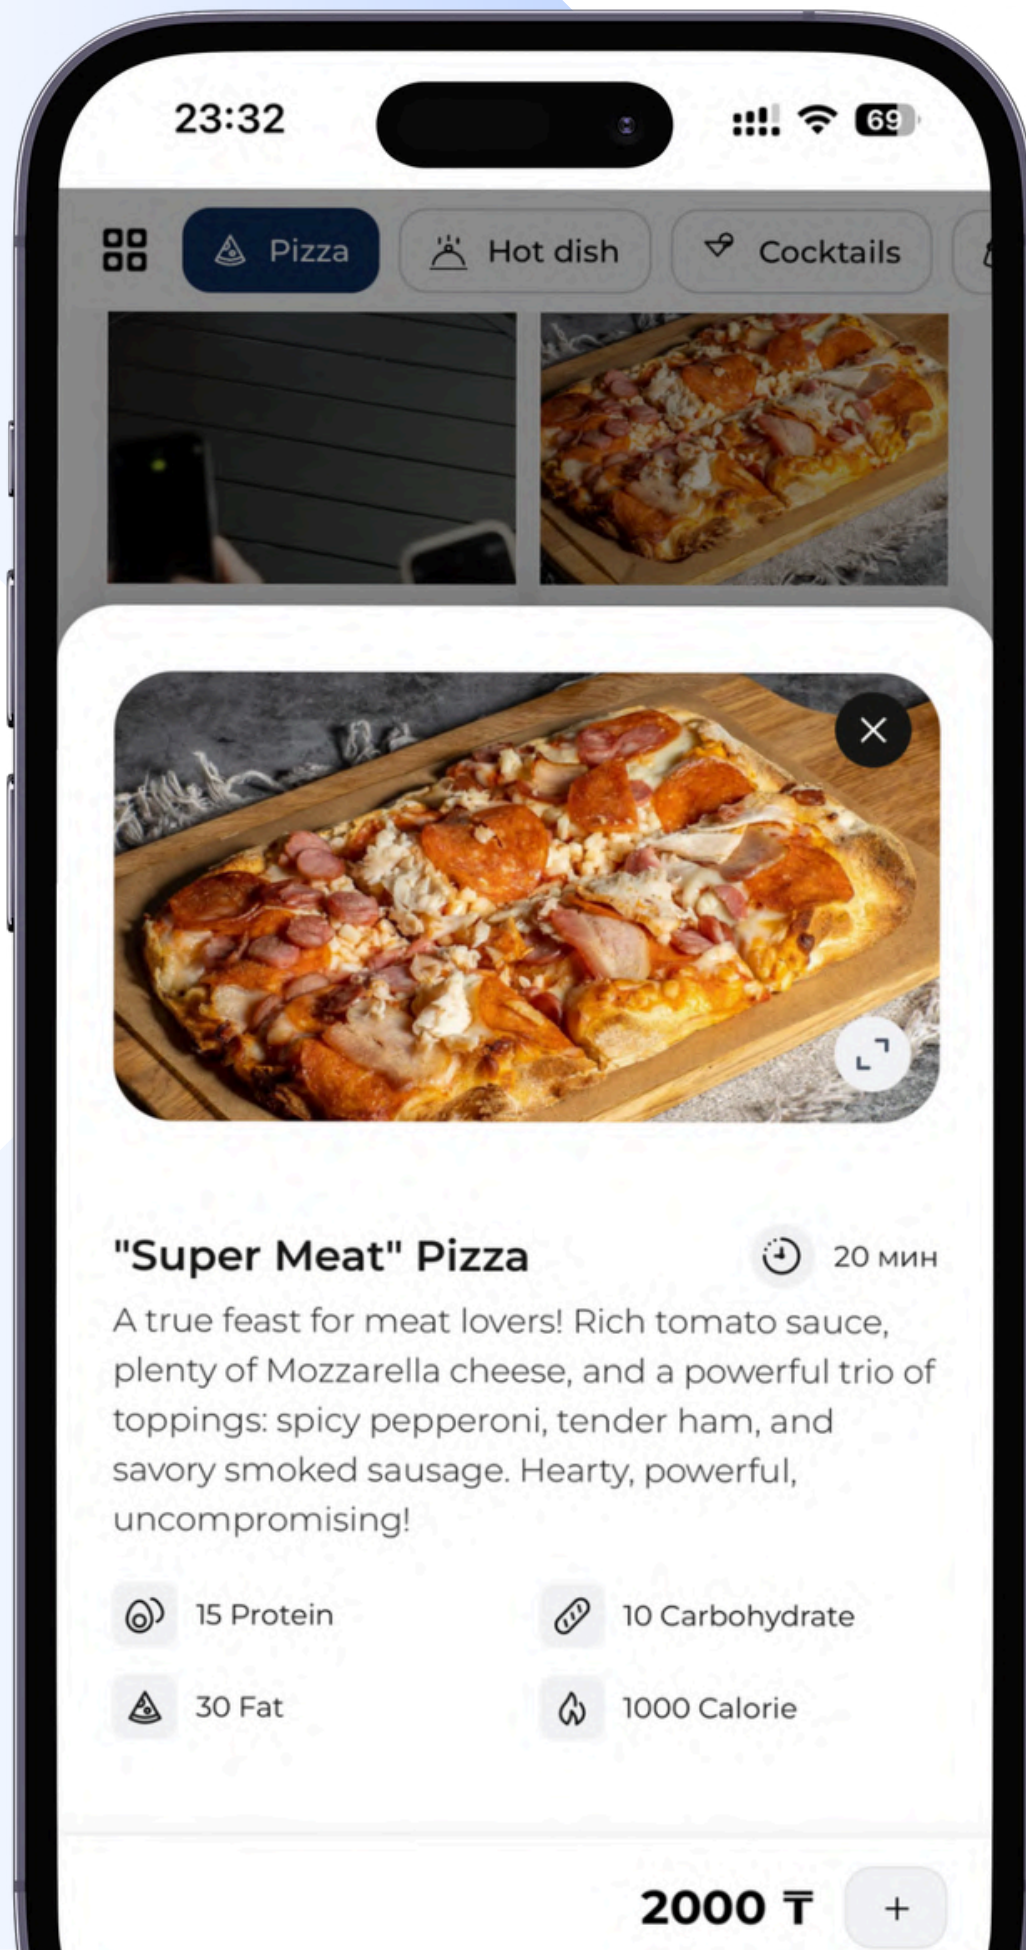 23:32
69
Pizza
Hot dish
Cocktails
"Super Meat" Pizza
20 мин
A true feast for meat lovers! Rich tomato sauce,
plenty of Mozzarella cheese, and a powerful trio of
toppings: spicy pepperoni, tender ham, and
savory smoked sausage. Hearty, powerful,
uncompromising!
15 Protein
10 Carbohydrate
30 Fat
1000 Calorie
2000 ₸
+